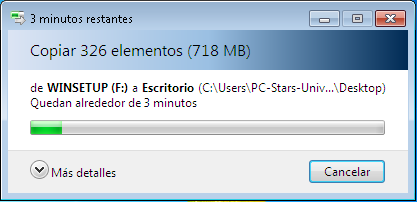 3 minutos restantes
Copiar 326 elementos (718 MB)
de WINSETUP (F:) a Escritorio (C:\Users\PC-Stars-Univ...\Desktop)
Quedan alrededor de 3 minutos
Más detalles
Cancelar